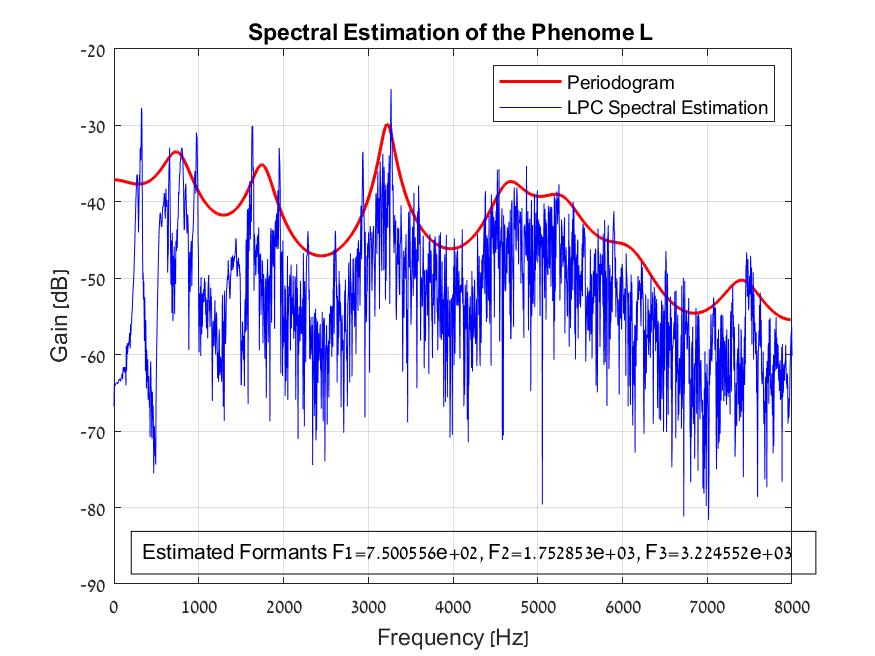 Spectral Estimation of the Phenome L
Periodogram
LPC Spectral Estimation
Gain [dB]
-20
-30
-40
-50
-60
-70
-80
-90
Estimated Formants F1=7.500556e+02, F2=1.752853e+03, F3=3.224552e+03
0 1000 2000 3000 4000 5000 6000 7000 8000
Frequency [Hz]